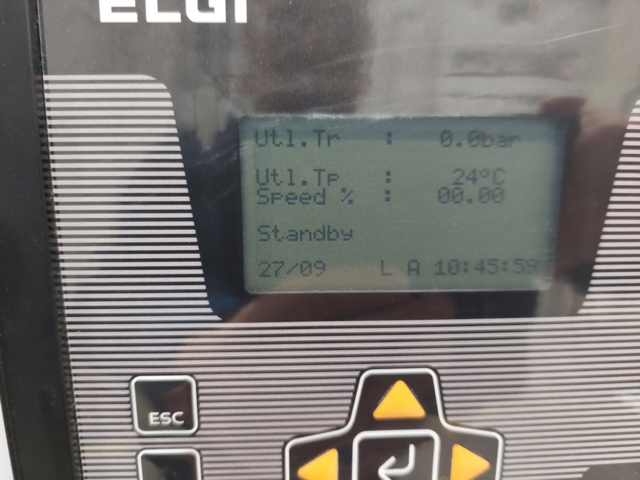 ELGI
Utl.Tr : 0.0bar
Utl.Tp : 24°C
Speed % : 00.00
Standby
27/09 L A 10:45:59
ESC